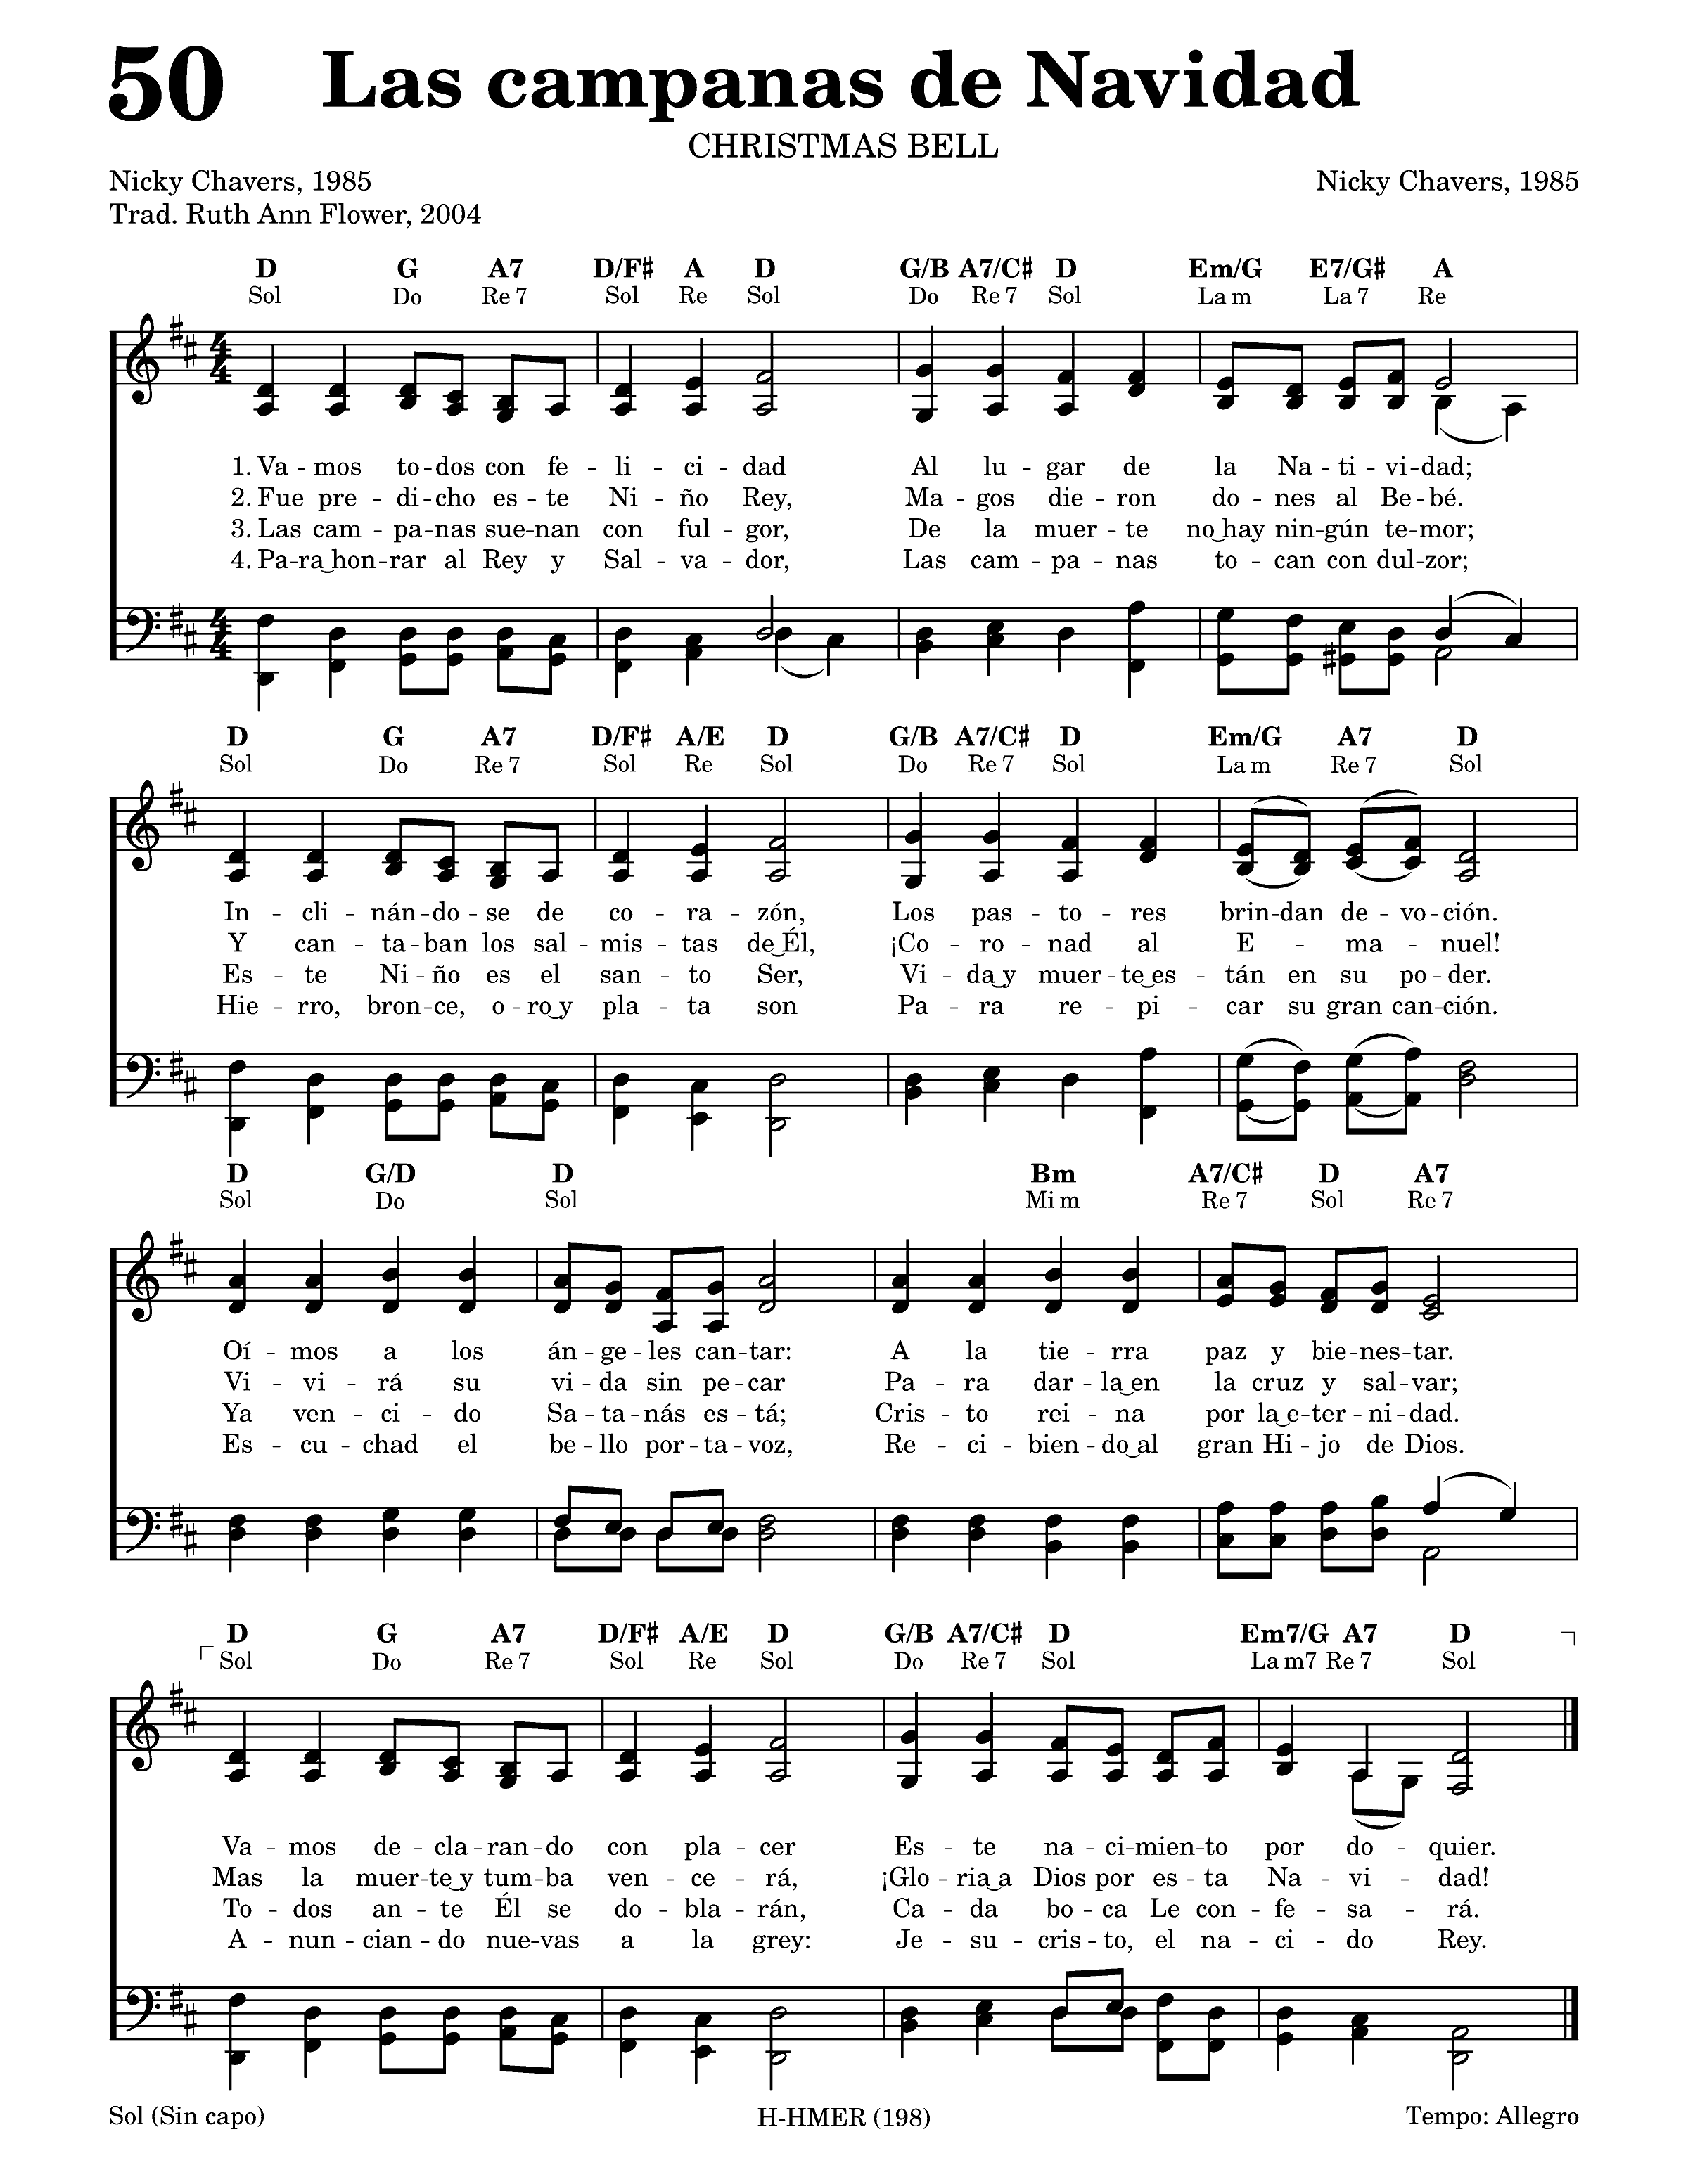 50 Las campanas de Navidad
CHRISTMAS BELL
Nicky Chavers, 1985 Nicky Chavers, 1985
Trad. Ruth Ann Flower, 2004
D G A7 D/F♯ A D G/B A7/C♯ D Em/G E7/G♯ A
Sol Do Re 7 Sol Re Sol Do Re 7 Sol La m La 7 Re
1. Va -- mos to -- dos con fe -- li -- ci -- dad Al lu -- gar de la Na -- ti -- vi -- dad;
2. Fue pre -- di -- cho es -- te Ni -- ño Rey, Ma -- gos die -- ron do -- nes al Be -- bé.
3. Las cam -- pa -- nas sue -- nan con ful -- gor, De la muer -- te no‿hay nin -- gún te -- mor;
4. Pa -- ra‿hon -- rar al Rey y Sal -- va -- dor, Las cam -- pa -- nas to -- can con dul -- zor;
D G A7 D/F♯ A/E D G/B A7/C♯ D Em/G A7 D
Sol Do Re 7 Sol Re Sol Do Re 7 Sol La m Re 7 Sol
In -- cli -- nán -- do -- se de co -- ra -- zón, Los pas -- to -- res brin -- dan de -- vo -- ción.
Y can -- ta -- ban los sal -- mis -- tas de‿Él, ¡Co -- ro -- nad al E -- ma -- nuel!
Es -- te Ni -- ño es el san -- to Ser, Vi -- da‿y muer -- te‿es -- tán en su po -- der.
Hie -- rro, bron -- ce, o -- ro‿y pla -- ta son Pa -- ra re -- pi -- car su gran can -- ción.
D G/D D Bm A7/C♯ D A7
Sol Do Sol Mi m Re 7 Sol Re 7
Oí -- mos a los án -- ge -- les can -- tar: A la tie -- rra paz y bie -- nes -- tar.
Vi -- vi -- rá su vi -- da sin pe -- car Pa -- ra dar -- la‿en la cruz y sal -- var;
Ya ven -- ci -- do Sa -- ta -- nás es -- tá; Cris -- to rei -- na por la‿e -- ter -- ni -- dad.
Es -- cu -- chad el be -- llo por -- ta -- voz, Re -- ci -- bien -- do‿al gran Hi -- jo de Dios.
D G A7 D/F♯ A/E D G/B A7/C♯ D Em7/G A7 D
Sol Do Re 7 Sol Re Sol Do Re 7 Sol La m7 Re 7 Sol
Va -- mos de -- cla -- ran -- do con pla -- cer Es -- te na -- ci -- mien -- to por do -- quier.
Mas la muer -- te‿y tum -- ba ven -- ce -- rá, ¡Glo -- ria‿a Dios por es -- ta Na -- vi -- dad!
To -- dos an -- te Él se do -- bla -- rán, Ca -- da bo -- ca Le con -- fe -- sa -- rá.
A -- nun -- cian -- do nue -- vas a la grey: Je -- su -- cris -- to, el na -- ci -- do Rey.
Sol (Sin capo) H-HMER (198) Tempo: Allegro